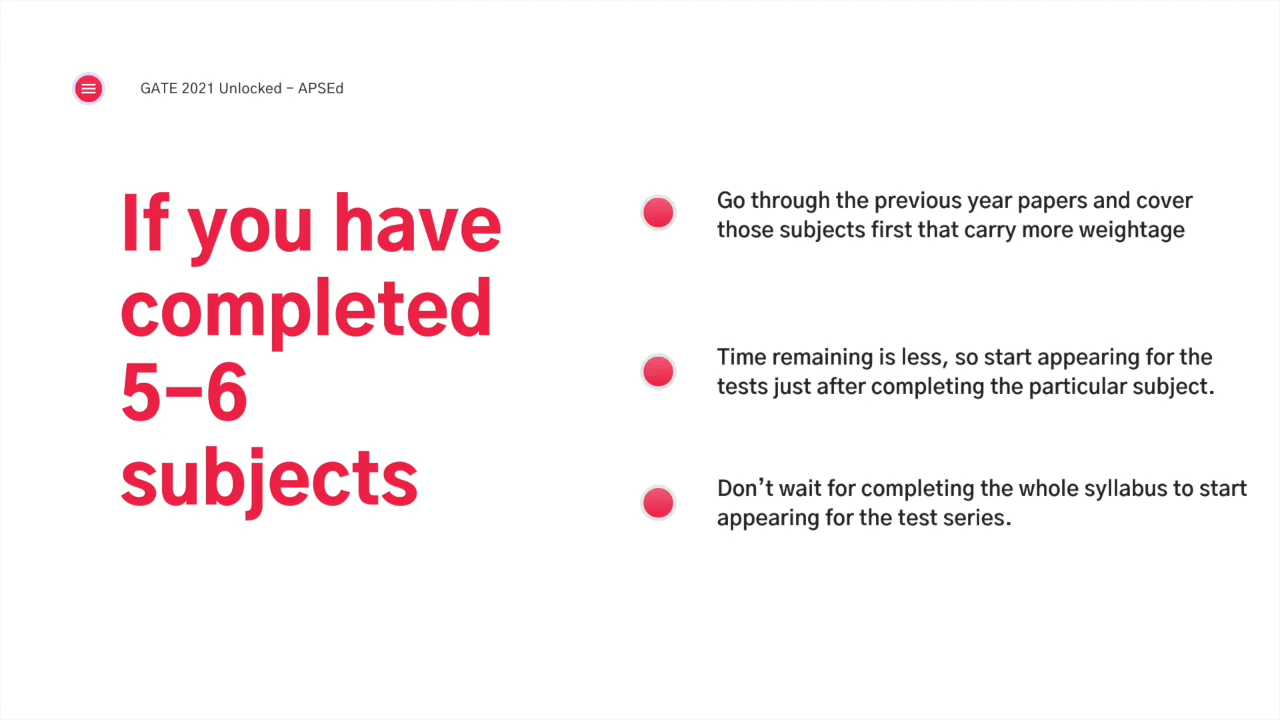 GATE 2021 Unlocked - APSEd
If you have
completed
5-6
subjects
Go through the previous year papers and cover
those subjects first that carry more weightage
Time remaining is less, so start appearing for the
tests just after completing the particular subject.
Don’t wait for completing the whole syllabus to start
appearing for the test series.